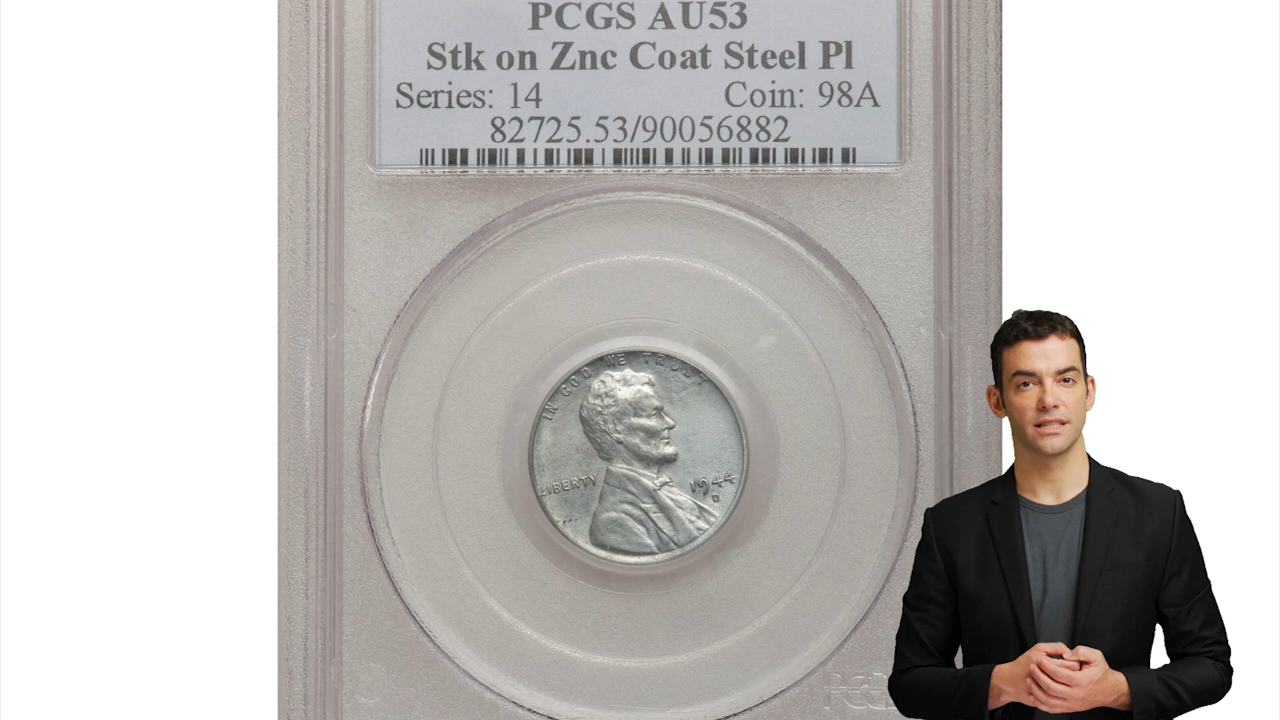 PCGS AU53
Stk on Znc Coat Steel Pl
Series: 14 Coin: 98A
82725.53/90056882
IN GOD WE TRUST
LIBERTY 1944
D
PCGS